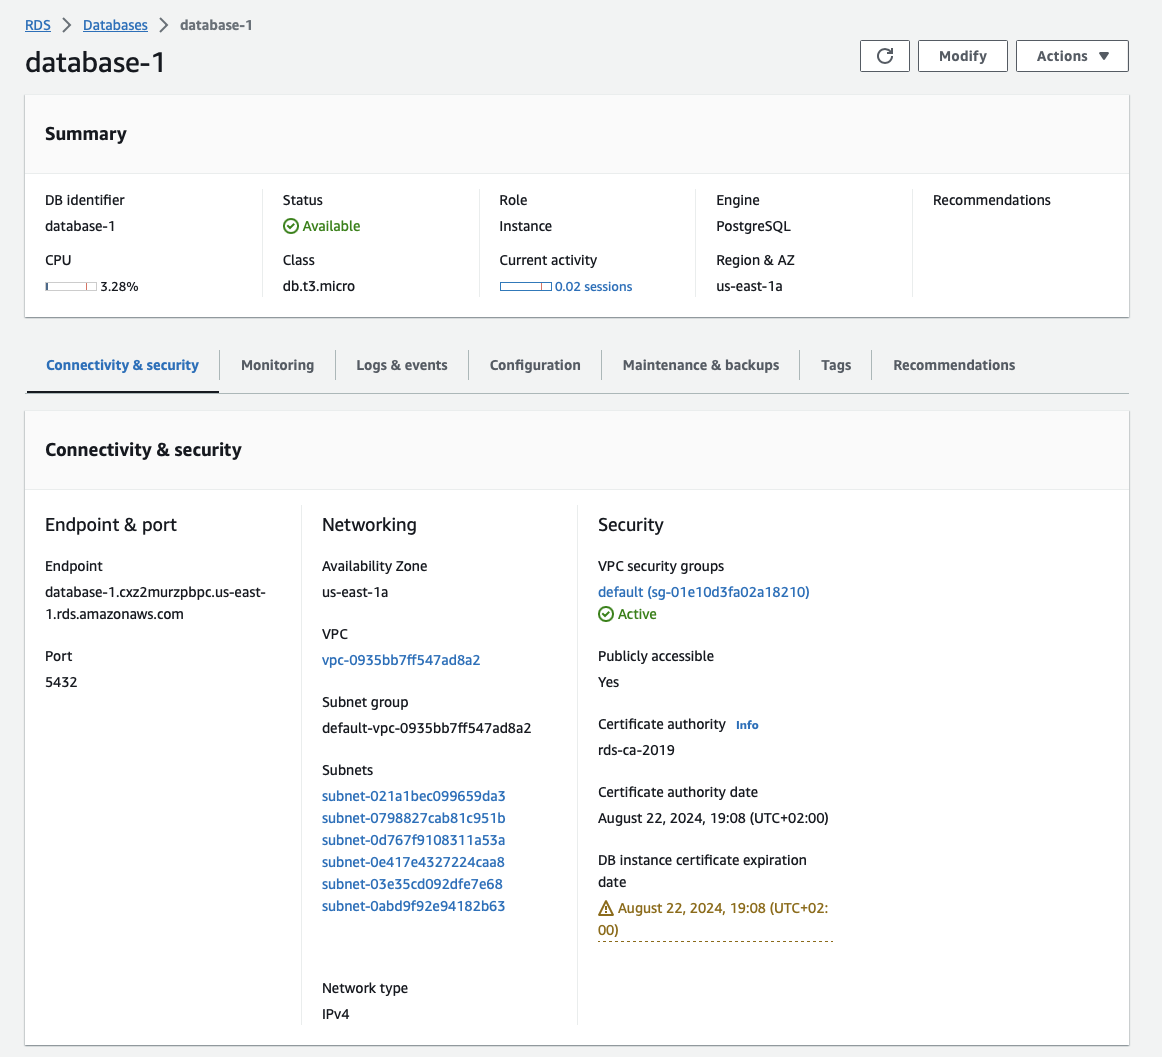 RDS > Databases > database-1
database-1
Modify
Actions
Summary
DB identifier
database-1
Status
Available
Role
Instance
Engine
PostgreSQL
Recommendations
CPU
3.28%
Class
db.t3.micro
Current activity
0.02 sessions
Region & AZ
us-east-1a
Connectivity & security
Monitoring
Logs & events
Configuration
Maintenance & backups
Tags
Recommendations
Connectivity & security
Endpoint & port
Endpoint
database-1.cxz2murzpbpc.us-east-
1.rds.amazonaws.com
Port
5432
Networking
Availability Zone
us-east-1a
VPC
vpc-0935bb7ff547ad8a2
Subnet group
default-vpc-0935bb7ff547ad8a2
Subnets
subnet-021a1bec099659da3
subnet-0798827cab81c951b
subnet-0d767f9108311a53a
subnet-0e417e4327224caa8
subnet-03e35cd092dfe7e68
subnet-0abd9f92e94182b63
Network type
IPv4
Security
VPC security groups
default (sg-01e10d3fa02a18210)
Active
Publicly accessible
Yes
Certificate authority Info
rds-ca-2019
Certificate authority date
August 22, 2024, 19:08 (UTC+02:00)
DB instance certificate expiration
date
August 22, 2024, 19:08 (UTC+02:
00)